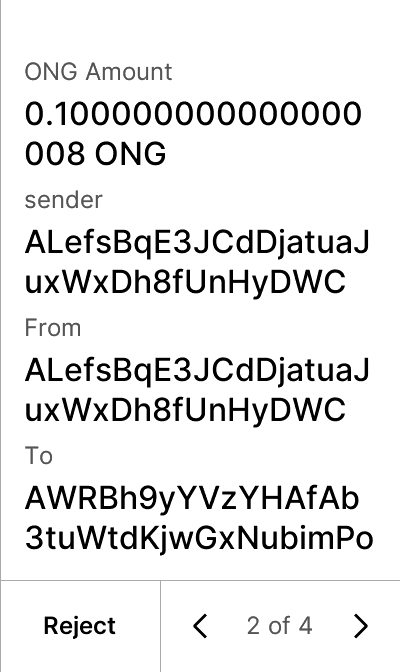 ONG Amount
0.100000000000000
008 ONG
sender
ALefsBqE3JCdDjatuaJ
uxWxDh8fUnHyDWC
From
ALefsBqE3JCdDjatuaJ
uxWxDh8fUnHyDWC
To
AWRBh9yYVzYHAfAb
3tuWtdKjwGxNubimPo
Reject
2 of 4